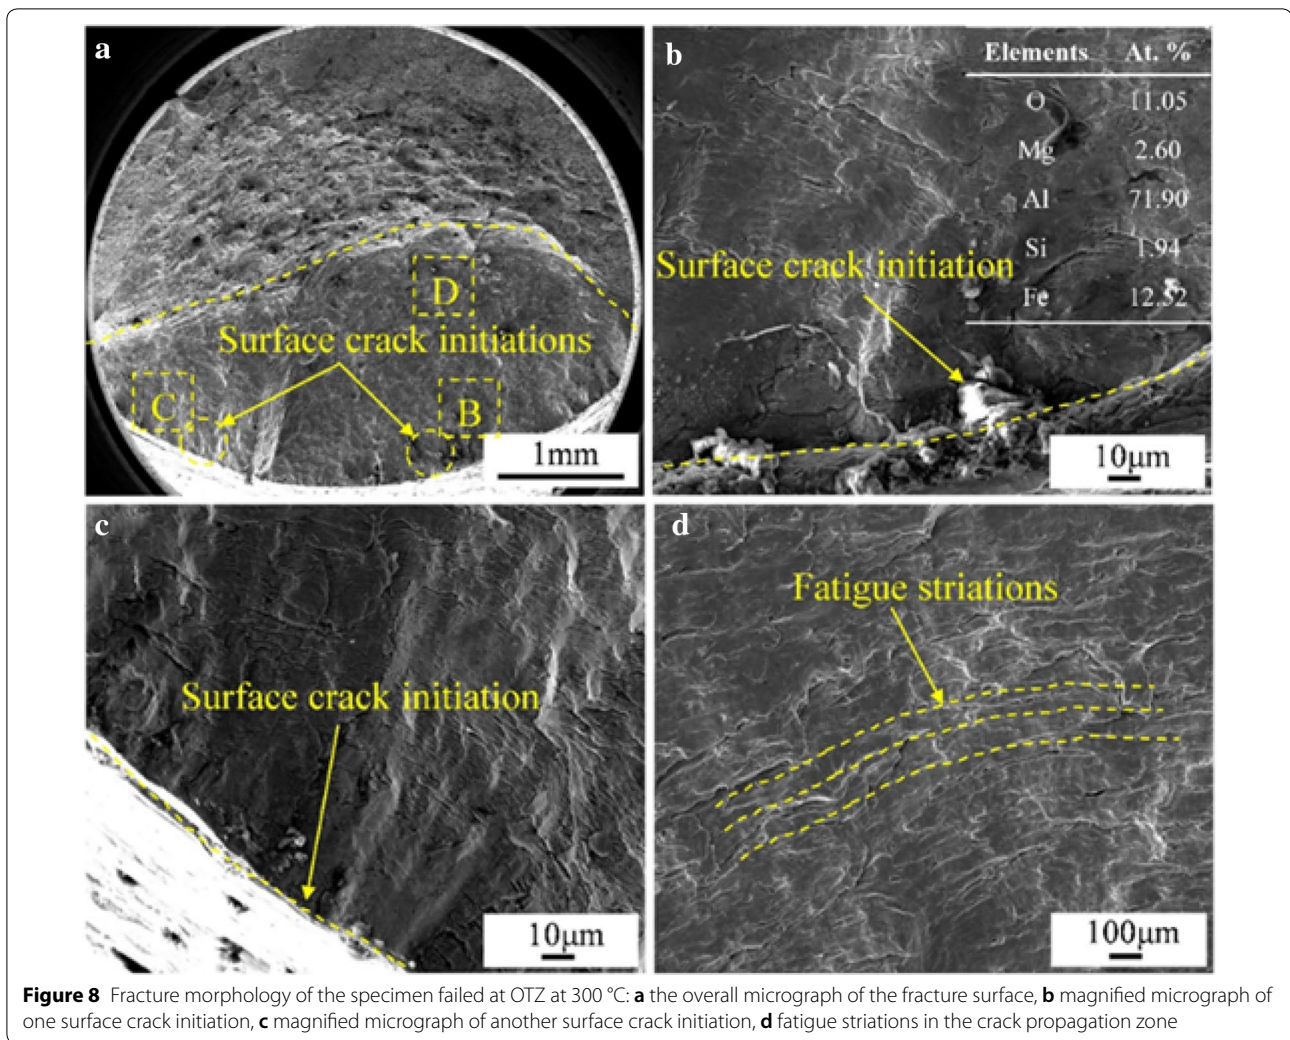 a
D
Surface crack initiations
C
B
1mm
b
Elements At. %
O 11.05
Mg 2.60
Al 71.90
Si 1.94
Fe 12.52
Surface crack initiation
10μm
c
Surface crack initiation
10μm
d
Fatigue striations
100μm
Figure 8 Fracture morphology of the specimen failed at OTZ at 300 °C: a the overall micrograph of the fracture surface, b magnified micrograph of
one surface crack initiation, c magnified micrograph of another surface crack initiation, d fatigue striations in the crack propagation zone